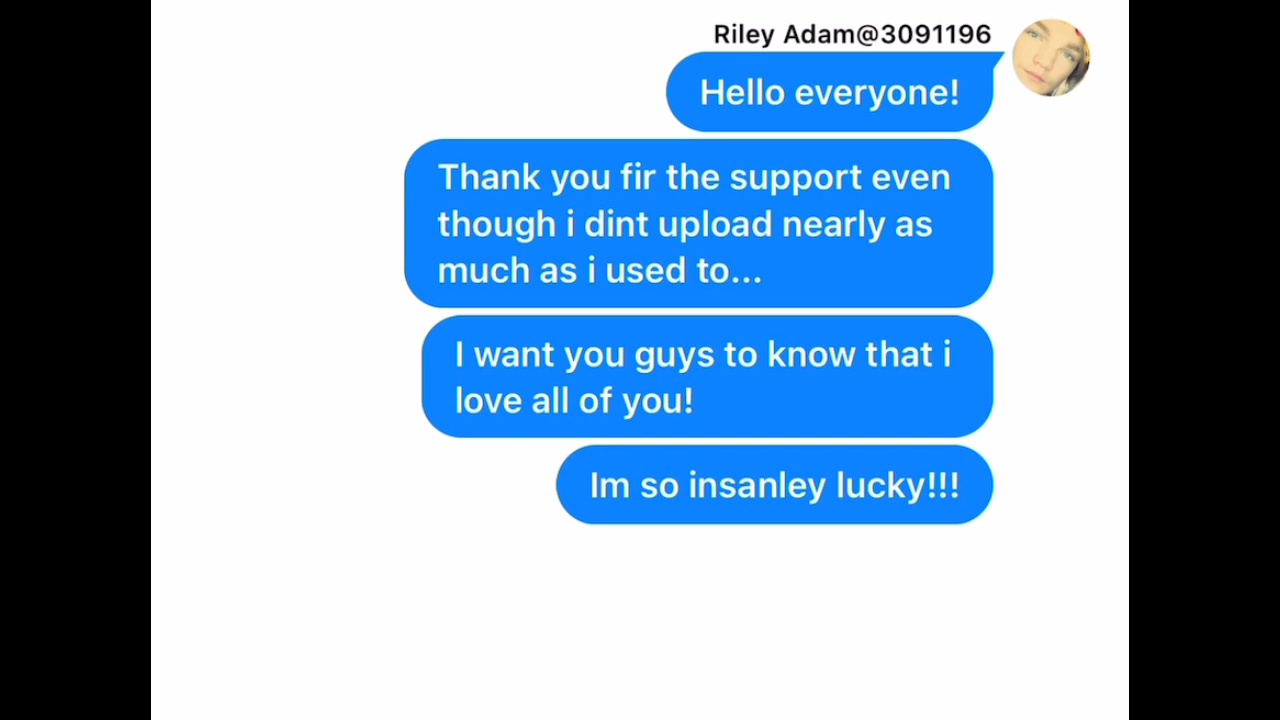 Riley Adam@3091196
Hello everyone!
Thank you fir the support even
though i dint upload nearly as
much as i used to...
I want you guys to know that i
love all of you!
Im so insanley lucky!!!